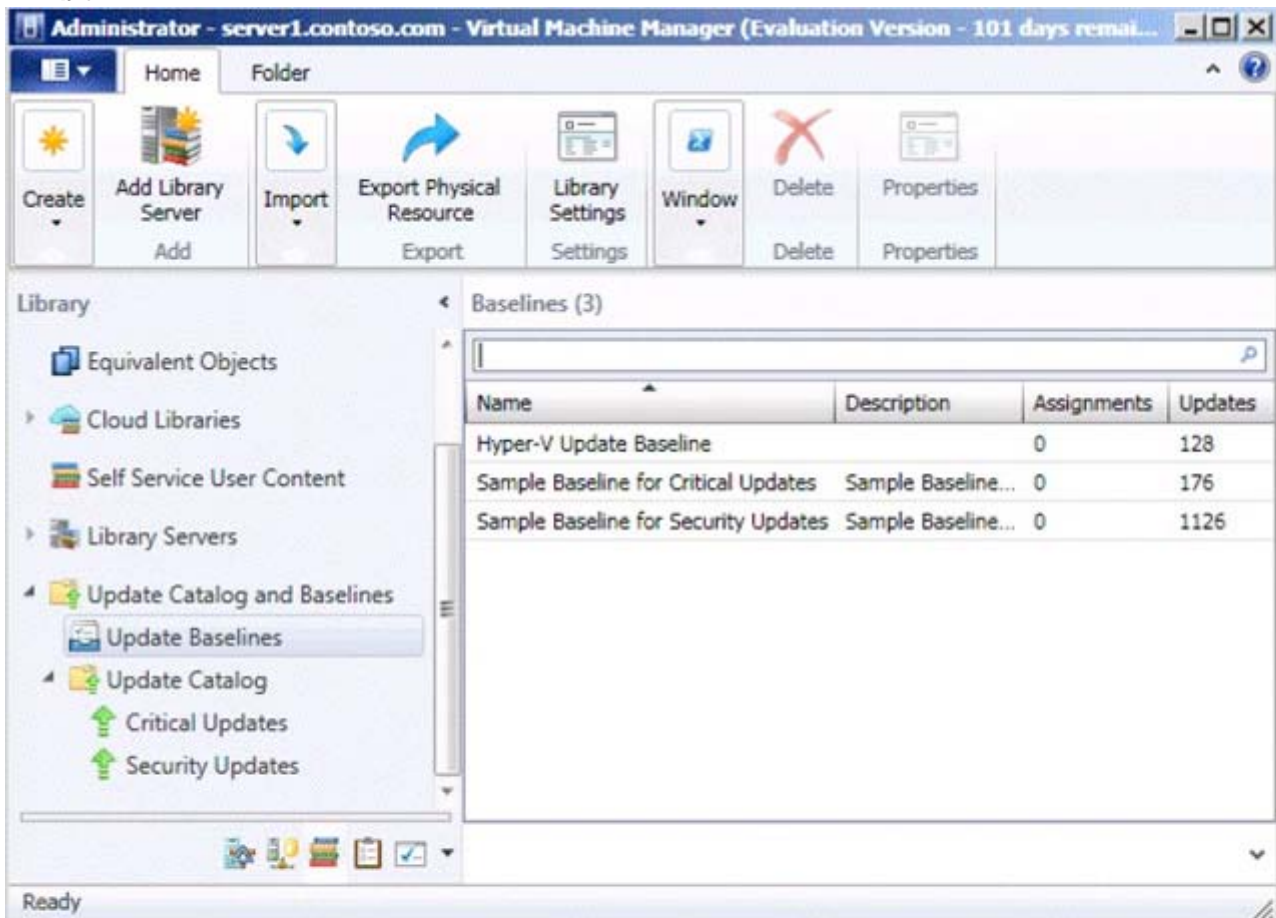 Administrator - server1.contoso.com - Virtual Machine Manager (Evaluation Version - 101 days remai...
Home Folder
Create
Add Library Server
Import
Export Physical Resource
Library Settings
Window
Delete
Properties
Add Export Settings Delete Properties
Library
Equivalent Objects
Cloud Libraries
Self Service User Content
Library Servers
Update Catalog and Baselines
Update Baselines
Update Catalog
Critical Updates
Security Updates
Baselines (3)
Name Description Assignments Updates
Hyper-V Update Baseline 0 128
Sample Baseline for Critical Updates Sample Baseline... 0 176
Sample Baseline for Security Updates Sample Baseline... 0 1126
Ready